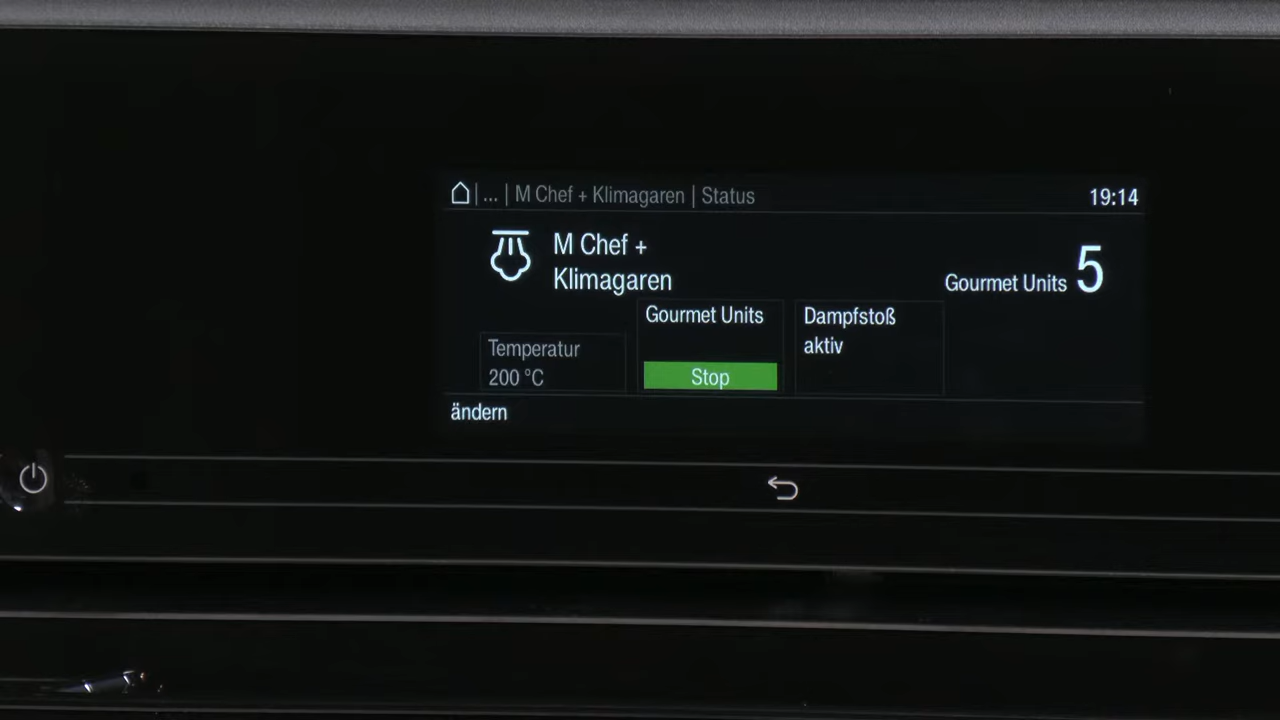 ... | M Chef + Klimagaren | Status
19:14
M Chef +
Klimagaren
Gourmet Units 5
Temperatur
200 °C
Gourmet Units
Stop
Dampfstoß
aktiv
ändern